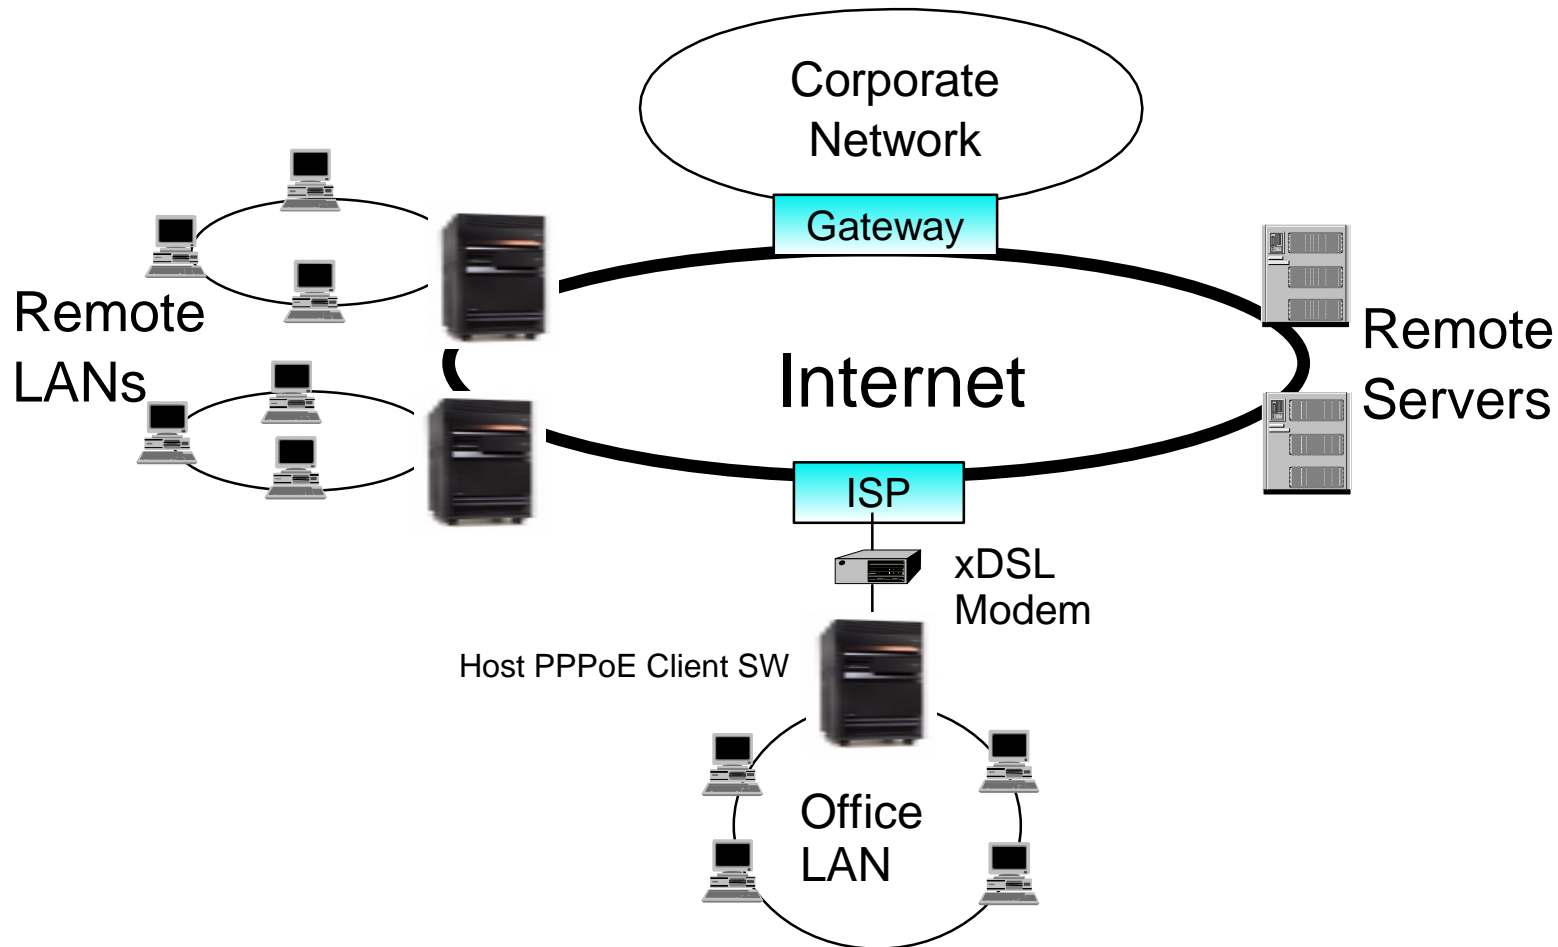 Corporate
Network
Gateway
Remote
LANs
Internet
Remote
Servers
ISP
xDSL
Modem
Host PPPoE Client SW
Office
LAN